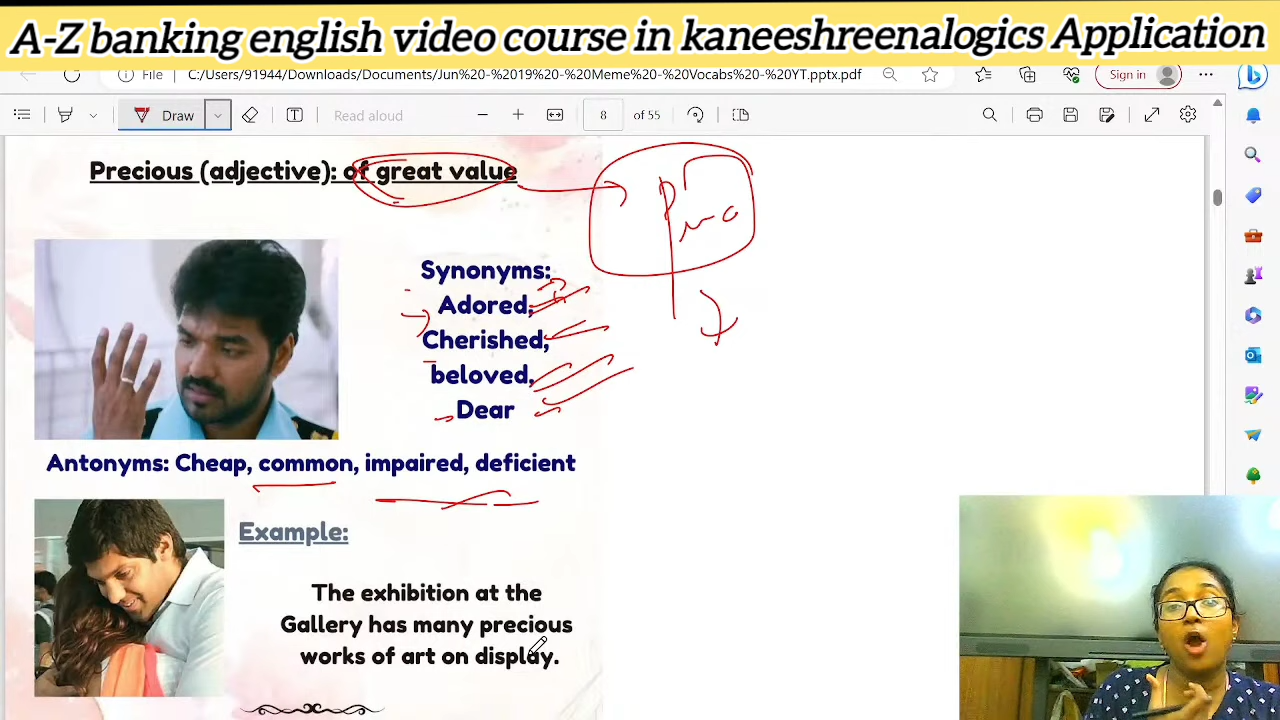 A-Z banking english video course in kaneeshreenalogics Application
File C:/Users/91944/Downloads/Documents/Jun%20-%2019%20-%20Meme%20-%20Vocabs%20-%20YT.pptx.pdf Sign in
Draw Read aloud 8 of 55
Precious (adjective): of great value
Synonyms:
Adored,
Cherished,
beloved,
Dear
Antonyms: Cheap, common, impaired, deficient
Example:
The exhibition at the
Gallery has many precious
works of art on display.